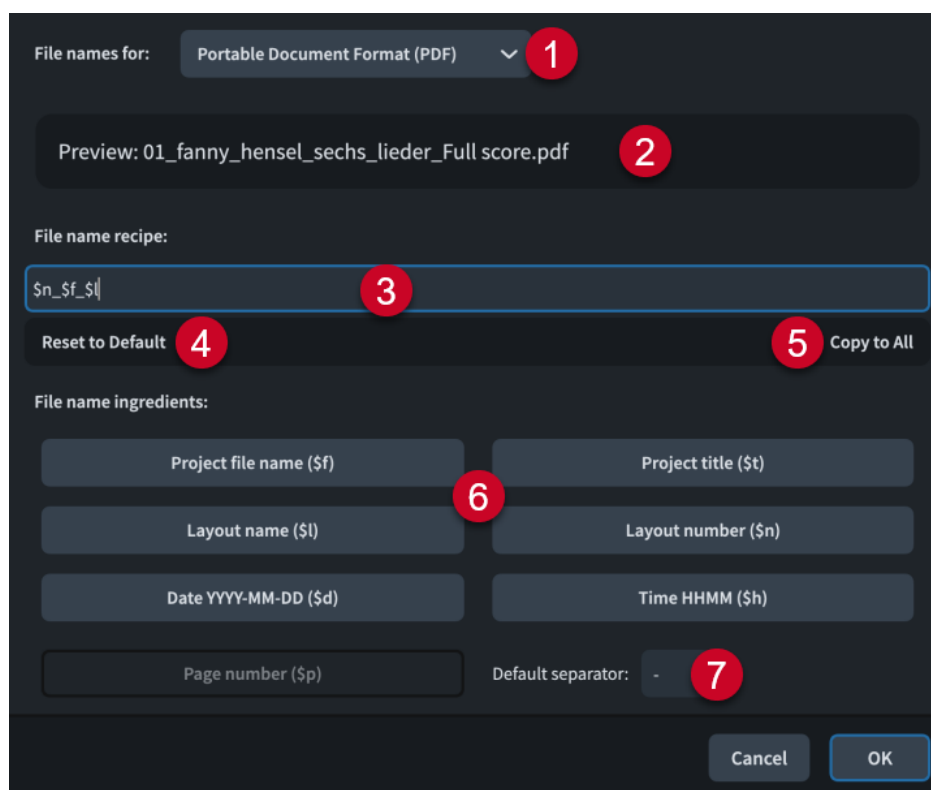 File names for: Portable Document Format (PDF) 1
Preview: 01_fanny_hensel_sechs_lieder_Full score.pdf 2
File name recipe:
$n_$f_$l 3
Reset to Default 4 5 Copy to All
File name ingredients:
Project file name ($f) Project title ($t)
6
Layout name ($l) Layout number ($n)
Date YYYY-MM-DD ($d) Time HHMM ($h)
Page number ($p) Default separator: - 7
Cancel OK